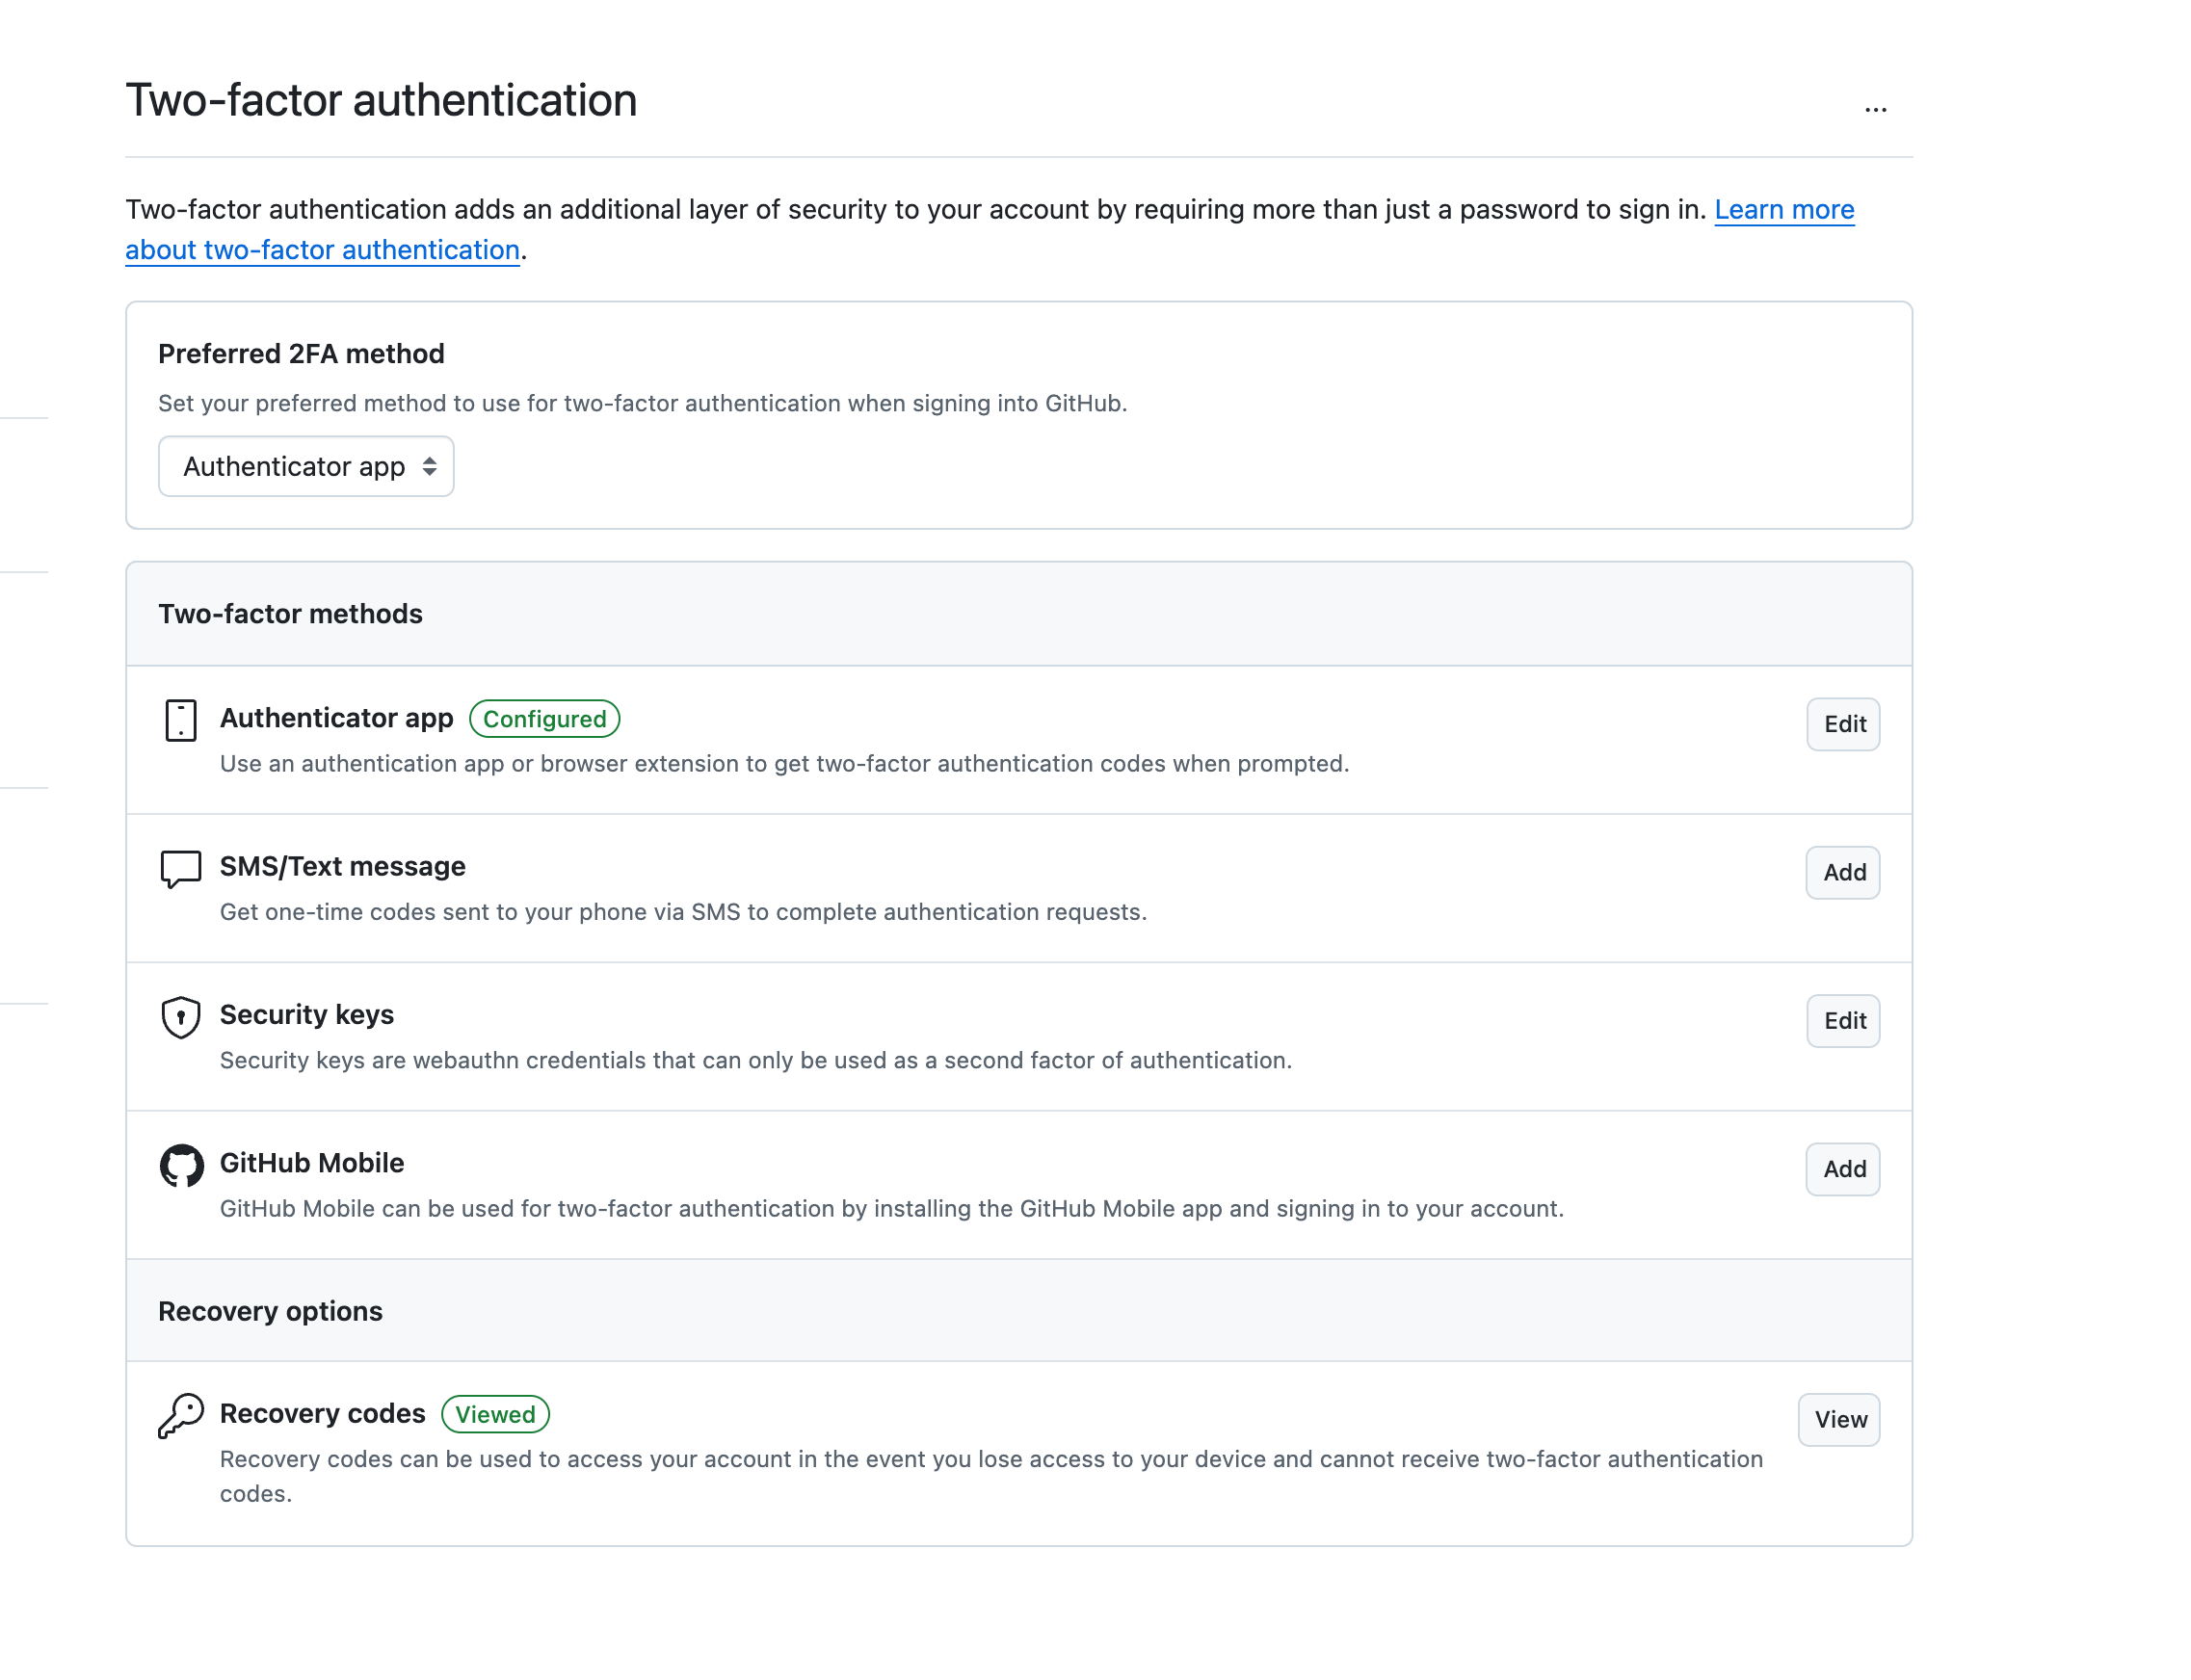 Two-factor authentication
...
Two-factor authentication adds an additional layer of security to your account by requiring more than just a password to sign in. Learn more
about two-factor authentication.
Preferred 2FA method
Set your preferred method to use for two-factor authentication when signing into GitHub.
Authenticator app
Two-factor methods
Authenticator app Configured Edit
Use an authentication app or browser extension to get two-factor authentication codes when prompted.
SMS/Text message Add
Get one-time codes sent to your phone via SMS to complete authentication requests.
Security keys Edit
Security keys are webauthn credentials that can only be used as a second factor of authentication.
GitHub Mobile Add
GitHub Mobile can be used for two-factor authentication by installing the GitHub Mobile app and signing in to your account.
Recovery options
Recovery codes Viewed View
Recovery codes can be used to access your account in the event you lose access to your device and cannot receive two-factor authentication
codes.